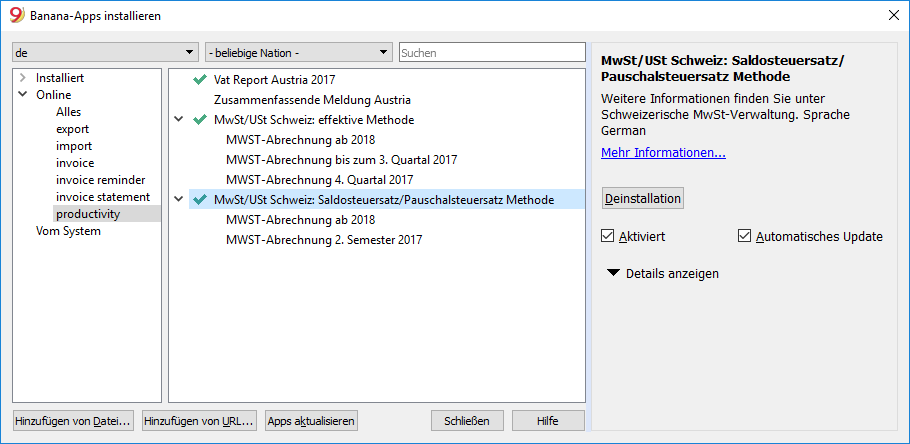 9 Banana-Apps installieren
de
- beliebige Nation -
Suchen
Installiert
Online
Alles
export
import
invoice
invoice reminder
invoice statement
productivity
Vom System
Vat Report Austria 2017
Zusammenfassende Meldung Austria
MwSt/USt Schweiz: effektive Methode
MWST-Abrechnung ab 2018
MWST-Abrechnung bis zum 3. Quartal 2017
MWST-Abrechnung 4. Quartal 2017
MwSt/USt Schweiz: Saldosteuersatz/Pauschalsteuersatz Methode
MWST-Abrechnung ab 2018
MWST-Abrechnung 2. Semester 2017
MwSt/USt Schweiz: Saldosteuersatz/
Pauschalsteuersatz Methode
Weitere Informationen finden Sie unter
Schweizerische MwSt-Verwaltung. Sprache
German
Mehr Informationen...
Deinstallation
Aktiviert
Automatisches Update
Details anzeigen
Hinzufügen von Datei...
Hinzufügen von URL...
Apps aktualisieren
Schließen
Hilfe